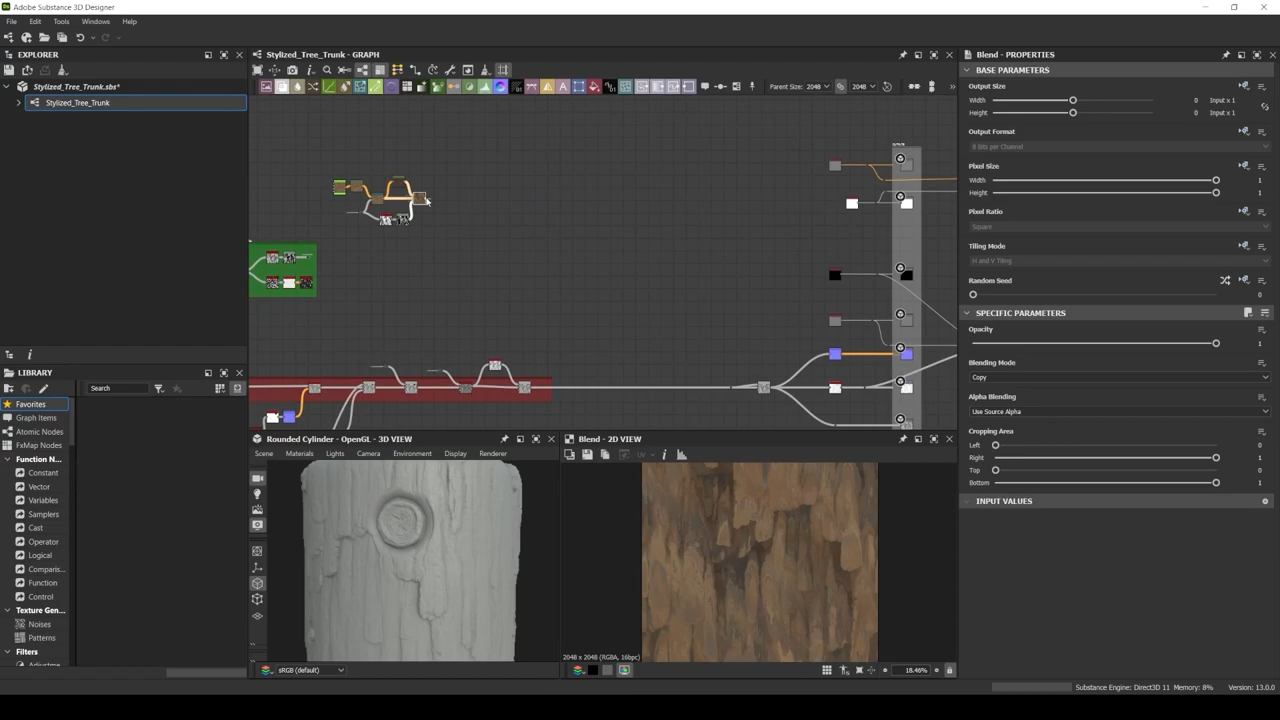 Adobe Substance 3D Designer
File Edit Tools Windows Help
EXPLORER
Stylized_Tree_Trunk.sbs*
Stylized_Tree_Trunk
LIBRARY
Search
Favorites
Graph Items
Atomic Nodes
FxMap Nodes
Function N...
Constant
Vector
Variables
Samplers
Cast
Operator
Logical
Comparis...
Function
Control
Texture Gen...
Noises
Patterns
Filters
Stylized_Tree_Trunk - GRAPH
Parent Size: 2048 2048
Rounded Cylinder - OpenGL - 3D VIEW
Scene Materials Lights Camera Environment Display Renderer
sRGB (default)
Blend - 2D VIEW
UV
2048 x 2048 (RGBA, 16bpc)
18.46%
Blend - PROPERTIES
BASE PARAMETERS
Output Size
Width 0 Input x 1
Height 0 Input x 1
Output Format
8 Bits per Channel
Pixel Size
Width 1
Height 1
Pixel Ratio
Square
Tiling Mode
H and V Tiling
Random Seed
0
SPECIFIC PARAMETERS
Opacity
1
Blending Mode
Copy
Alpha Blending
Use Source Alpha
Cropping Area
Left 0
Right 1
Top 0
Bottom 1
INPUT VALUES
Substance Engine: Direct3D 11 Memory: 8% Version: 13.0.0